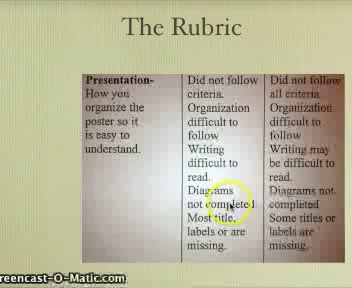 The Rubric
Presentation-
How you
organize the
poster so it
is easy to
understand.
Did not follow
criteria.
Organization
difficult to
follow
Writing
difficult to
read.
Diagrams
not completed
Most title,
labels or are
missing.
Did not follow
all criteria
Organization
difficult to
follow
Writing may
be difficult to
read.
Diagrams not
completed
Some titles or
labels are
missing.
reencast-O-Matic.com